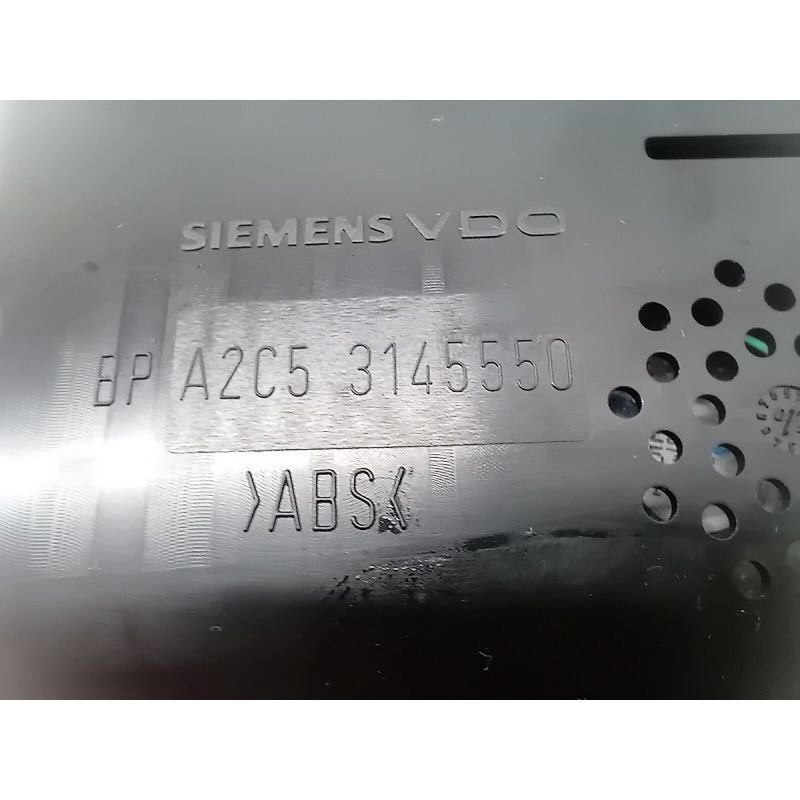 SIEMENS VDO
BP A2C5 3145550
>ABS<